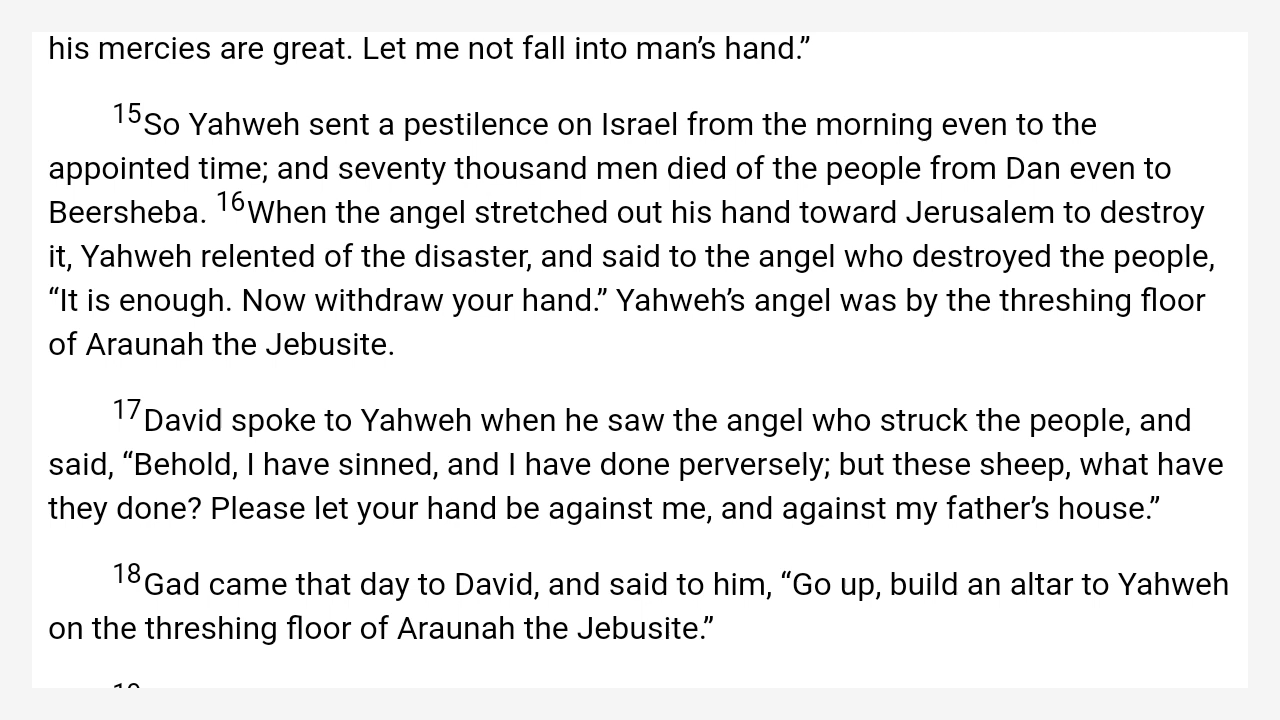 his mercies are great. Let me not fall into man’s hand.”
15So Yahweh sent a pestilence on Israel from the morning even to the
appointed time; and seventy thousand men died of the people from Dan even to
Beersheba. 16When the angel stretched out his hand toward Jerusalem to destroy
it, Yahweh relented of the disaster, and said to the angel who destroyed the people,
“It is enough. Now withdraw your hand.” Yahweh’s angel was by the threshing floor
of Araunah the Jebusite.
17David spoke to Yahweh when he saw the angel who struck the people, and
said, “Behold, I have sinned, and I have done perversely; but these sheep, what have
they done? Please let your hand be against me, and against my father’s house.”
18Gad came that day to David, and said to him, “Go up, build an altar to Yahweh
on the threshing floor of Araunah the Jebusite.”